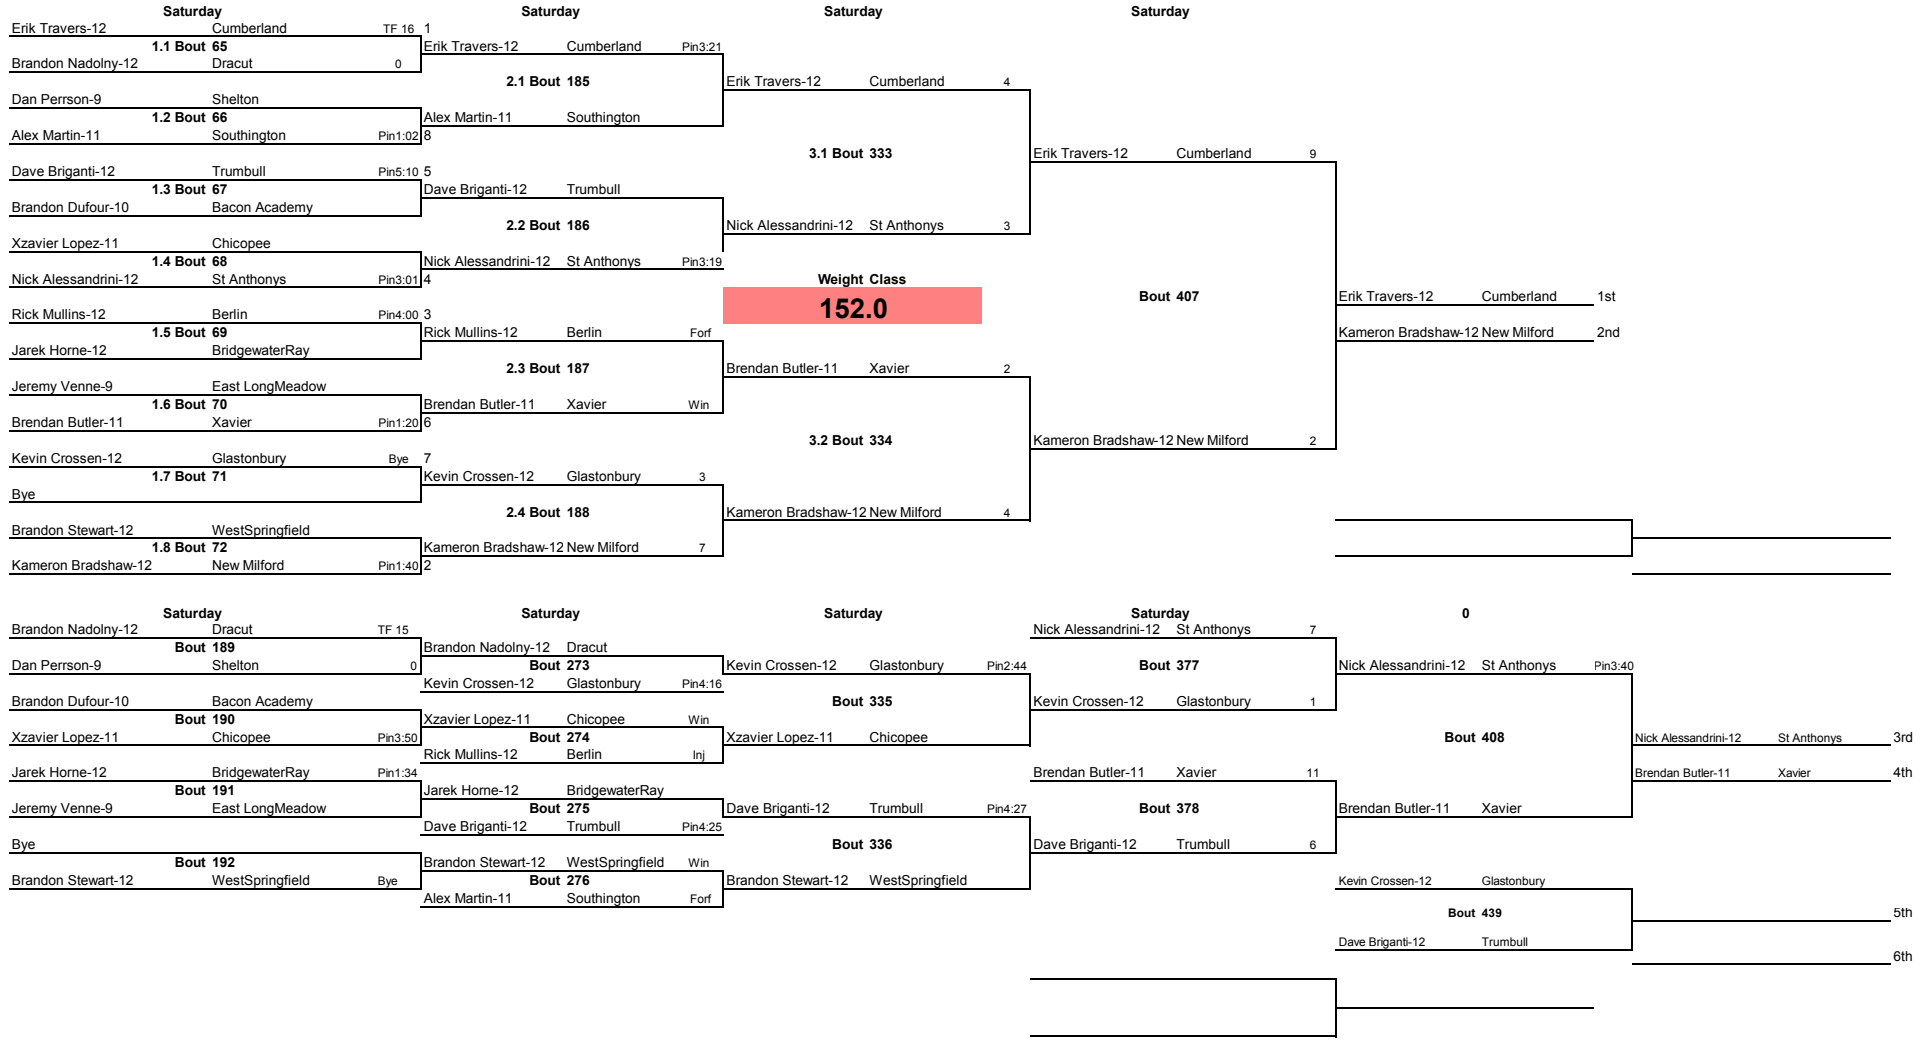 Saturday Saturday Saturday Saturday
Erik Travers-12 Cumberland TF 16 1
1.1 Bout 65 Erik Travers-12 Cumberland Pin3:21
Brandon Nadolny-12 Dracut 0
2.1 Bout 185 Erik Travers-12 Cumberland 4
Dan Perrson-9 Shelton
1.2 Bout 66 Alex Martin-11 Southington
Alex Martin-11 Southington Pin1:02 8
3.1 Bout 333 Erik Travers-12 Cumberland 9
Dave Briganti-12 Trumbull Pin5:10 5
1.3 Bout 67 Dave Briganti-12 Trumbull
Brandon Dufour-10 Bacon Academy
2.2 Bout 186 Nick Alessandrini-12 St Anthonys 3
Xzavier Lopez-11 Chicopee
1.4 Bout 68 Nick Alessandrini-12 St Anthonys Pin3:19
Nick Alessandrini-12 St Anthonys Pin3:01 4 Weight Class
Bout 407 Erik Travers-12 Cumberland 1st
152.0
Rick Mullins-12 Berlin Pin4:00 3
1.5 Bout 69 Rick Mullins-12 Berlin Forf Kameron Bradshaw-12 New Milford 2nd
Jarek Horne-12 BridgewaterRay
2.3 Bout 187 Brendan Butler-11 Xavier 2
Jeremy Venne-9 East LongMeadow
1.6 Bout 70 Brendan Butler-11 Xavier Win
Brendan Butler-11 Xavier Pin1:20 6
3.2 Bout 334 Kameron Bradshaw-12 New Milford 2
Kevin Crossen-12 Glastonbury Bye 7
1.7 Bout 71 Kevin Crossen-12 Glastonbury 3
Bye
2.4 Bout 188 Kameron Bradshaw-12 New Milford 4
Brandon Stewart-12 WestSpringfield
1.8 Bout 72 Kameron Bradshaw-12 New Milford 7
Kameron Bradshaw-12 New Milford Pin1:40 2
Saturday Saturday Saturday Saturday 0
Brandon Nadolny-12 Dracut TF 15 Nick Alessandrini-12 St Anthonys 7
Bout 189 Brandon Nadolny-12 Dracut
Dan Perrson-9 Shelton 0 Bout 273 Kevin Crossen-12 Glastonbury Pin2:44 Bout 377 Nick Alessandrini-12 St Anthonys Pin3:40
Kevin Crossen-12 Glastonbury Pin4:16
Brandon Dufour-10 Bacon Academy Bout 335 Kevin Crossen-12 Glastonbury 1
Bout 190 Xzavier Lopez-11 Chicopee Win
Xzavier Lopez-11 Chicopee Pin3:50 Bout 274 Xzavier Lopez-11 Chicopee Bout 408 Nick Alessandrini-12 St Anthonys 3rd
Rick Mullins-12 Berlin Inj
Jarek Horne-12 BridgewaterRay Pin1:34 Brendan Butler-11 Xavier 11 Brendan Butler-11 Xavier 4th
Bout 191 Jarek Horne-12 BridgewaterRay
Jeremy Venne-9 East LongMeadow Bout 275 Dave Briganti-12 Trumbull Pin4:27 Bout 378 Brendan Butler-11 Xavier
Dave Briganti-12 Trumbull Pin4:25
Bye Bout 336 Dave Briganti-12 Trumbull 6
Bout 192 Brandon Stewart-12 WestSpringfield Win
Brandon Stewart-12 WestSpringfield Bye Bout 276 Brandon Stewart-12 WestSpringfield Kevin Crossen-12 Glastonbury
Alex Martin-11 Southington Forf
Bout 439 5th
Dave Briganti-12 Trumbull
6th